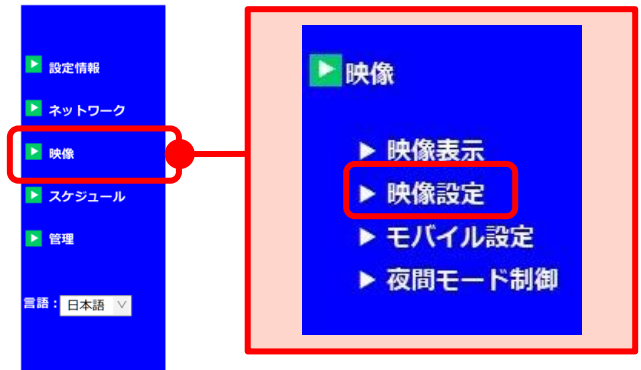 設定情報
ネットワーク
映像
スケジュール
管理
言語：日本語
映像
映像表示
映像設定
モバイル設定
夜間モード制御